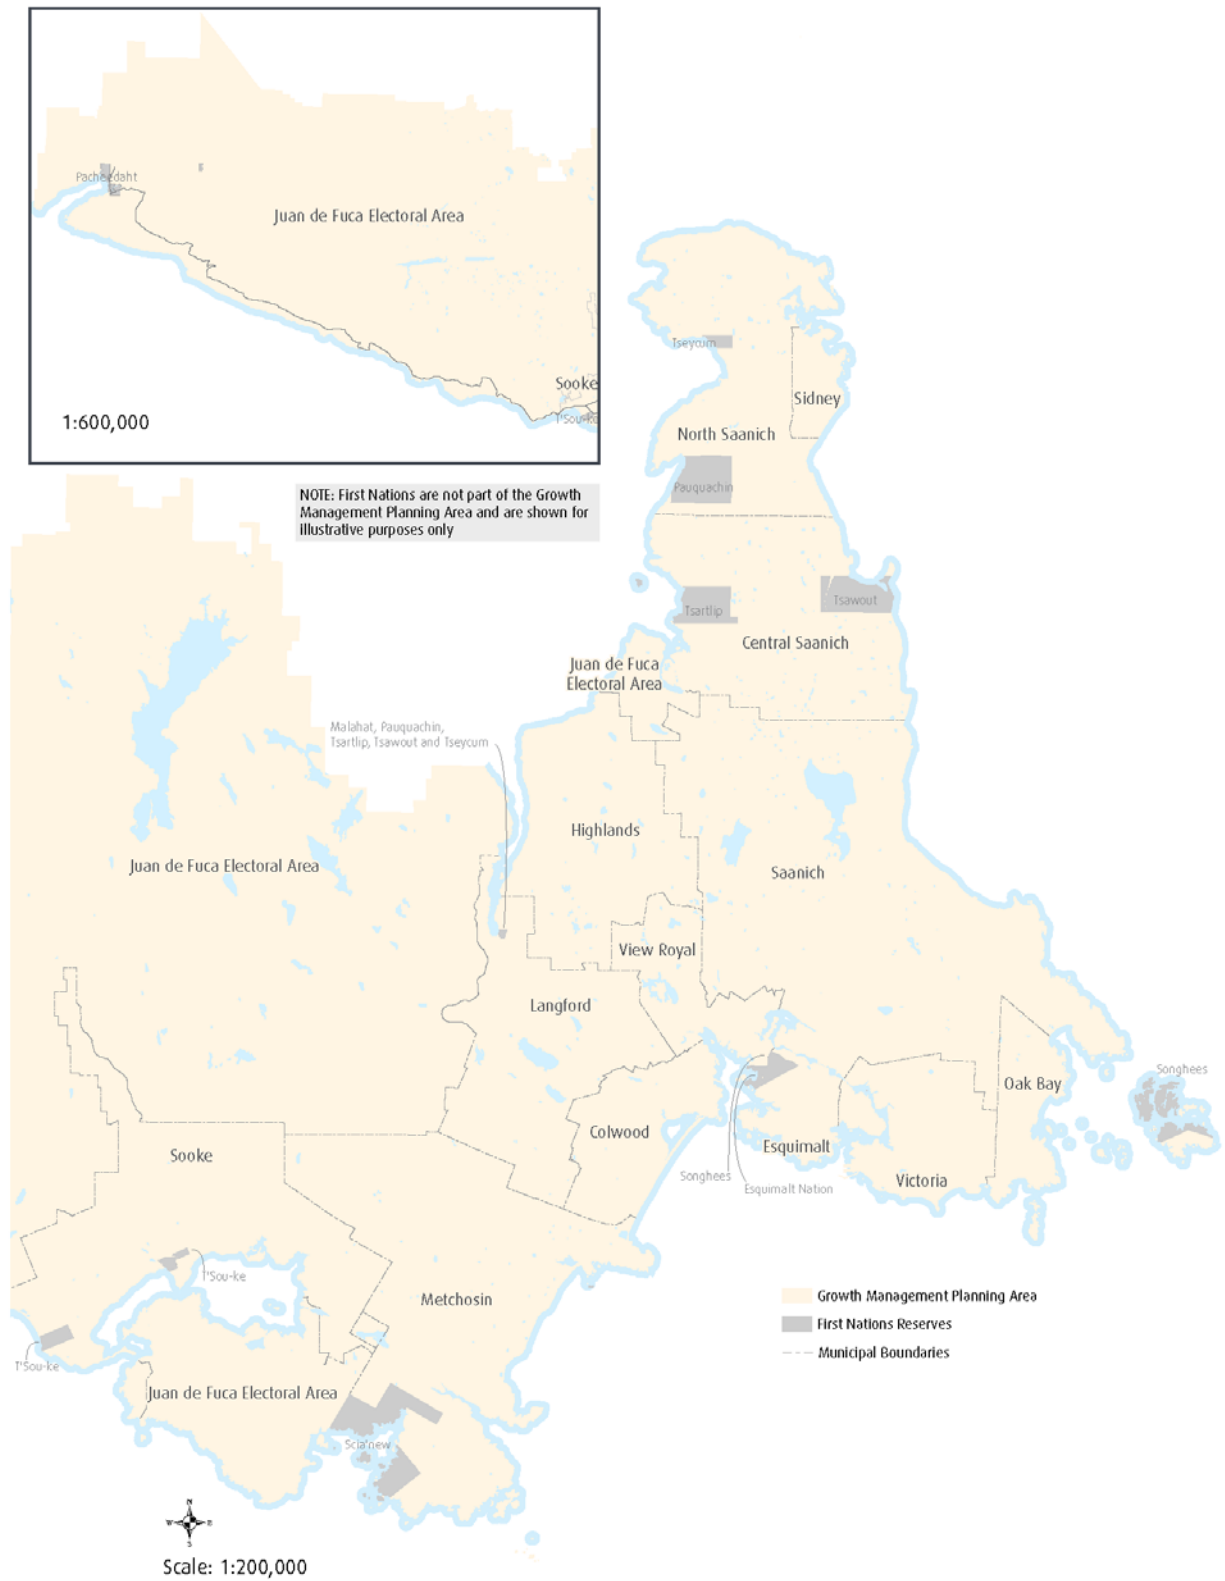 Pacheedaht
Juan de Fuca Electoral Area
Sooke
T'Sou-ke
1:600,000
NOTE: First Nations are not part of the Growth
Management Planning Area and are shown for
illustrative purposes only
Tseycum
Sidney
North Saanich
Pauquachin
Tsartlip
Tsawout
Central Saanich
Juan de Fuca
Electoral Area
Malahat, Pauquachin,
Tsartlip, Tsawout and Tseycum
Highlands
Juan de Fuca Electoral Area
Saanich
View Royal
Langford
Songhees
Oak Bay
Colwood
Esquimalt
Sooke
Songhees
Esquimalt Nation
Victoria
T'Sou-ke
Metchosin
Growth Management Planning Area
First Nations Reserves
Municipal Boundaries
T'Sou-ke
Juan de Fuca Electoral Area
Scia'new
N
W
E
S
Scale: 1:200,000